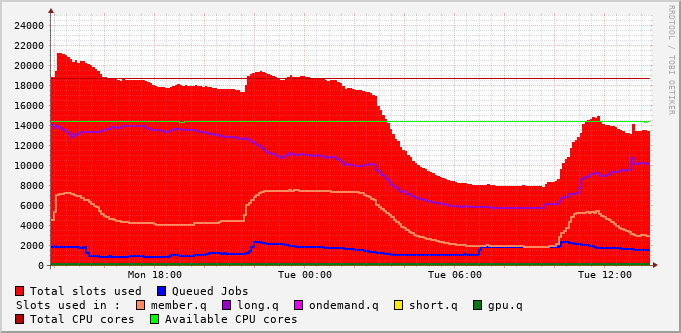 24000
22000
20000
18000
16000
14000
12000
10000
8000
6000
4000
2000
0
Mon 18:00 Tue 00:00 Tue 06:00 Tue 12:00
RRDTOOL / TOBI OETIKER
Total slots used Queued Jobs
Slots used in : member.q long.q ondemand.q short.q gpu.q
Total CPU cores Available CPU cores